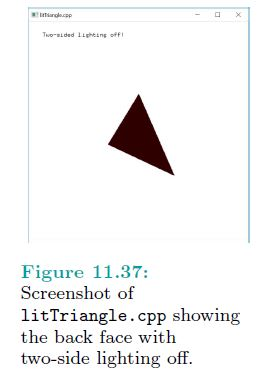 litTriangle.cpp
Two-sided lighting off!
Figure 11.37:
Screenshot of
litTriangle.cpp showing
the back face with
two-side lighting off.